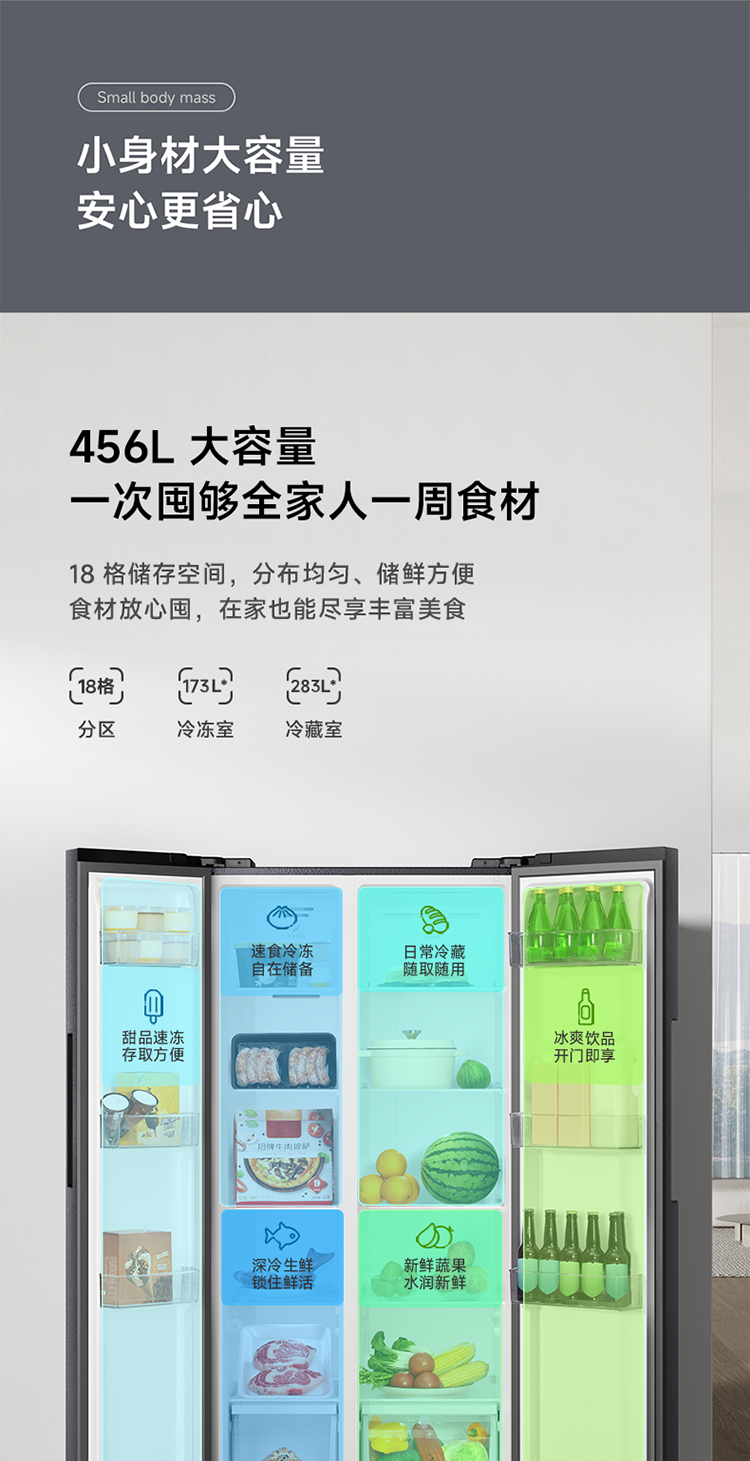 Small body mass
小身材大容量
安心更省心
456L 大容量
一次囤够全家人一周食材
18 格储存空间，分布均匀、储鲜方便
食材放心囤，在家也能尽享丰富美食
18格
分区
173L*
冷冻室
283L*
冷藏室
速食冷冻
自在储备
日常冷藏
随取随用
甜品速冻
存取方便
冰爽饮品
开门即享
招牌牛肉披萨
9
深冷生鲜
锁住鲜活
新鲜蔬果
水润新鲜